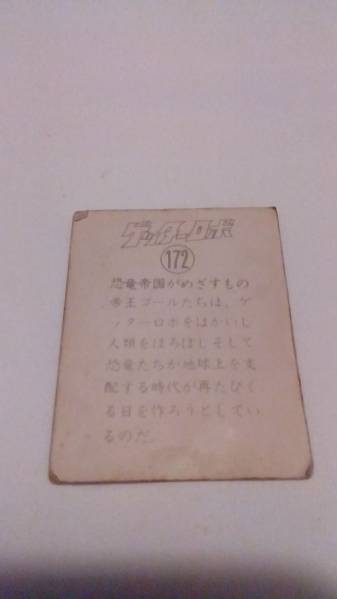 ゲッターロボ
172
恐竜帝国がめざすもの
帝王ゴールたちは、ゲ
ッターロボをはかいし
人類をほろぼしそして
恐竜たちが地球上を支
配する時代が再たびく
る日を作ろうとしてい
るのだ。